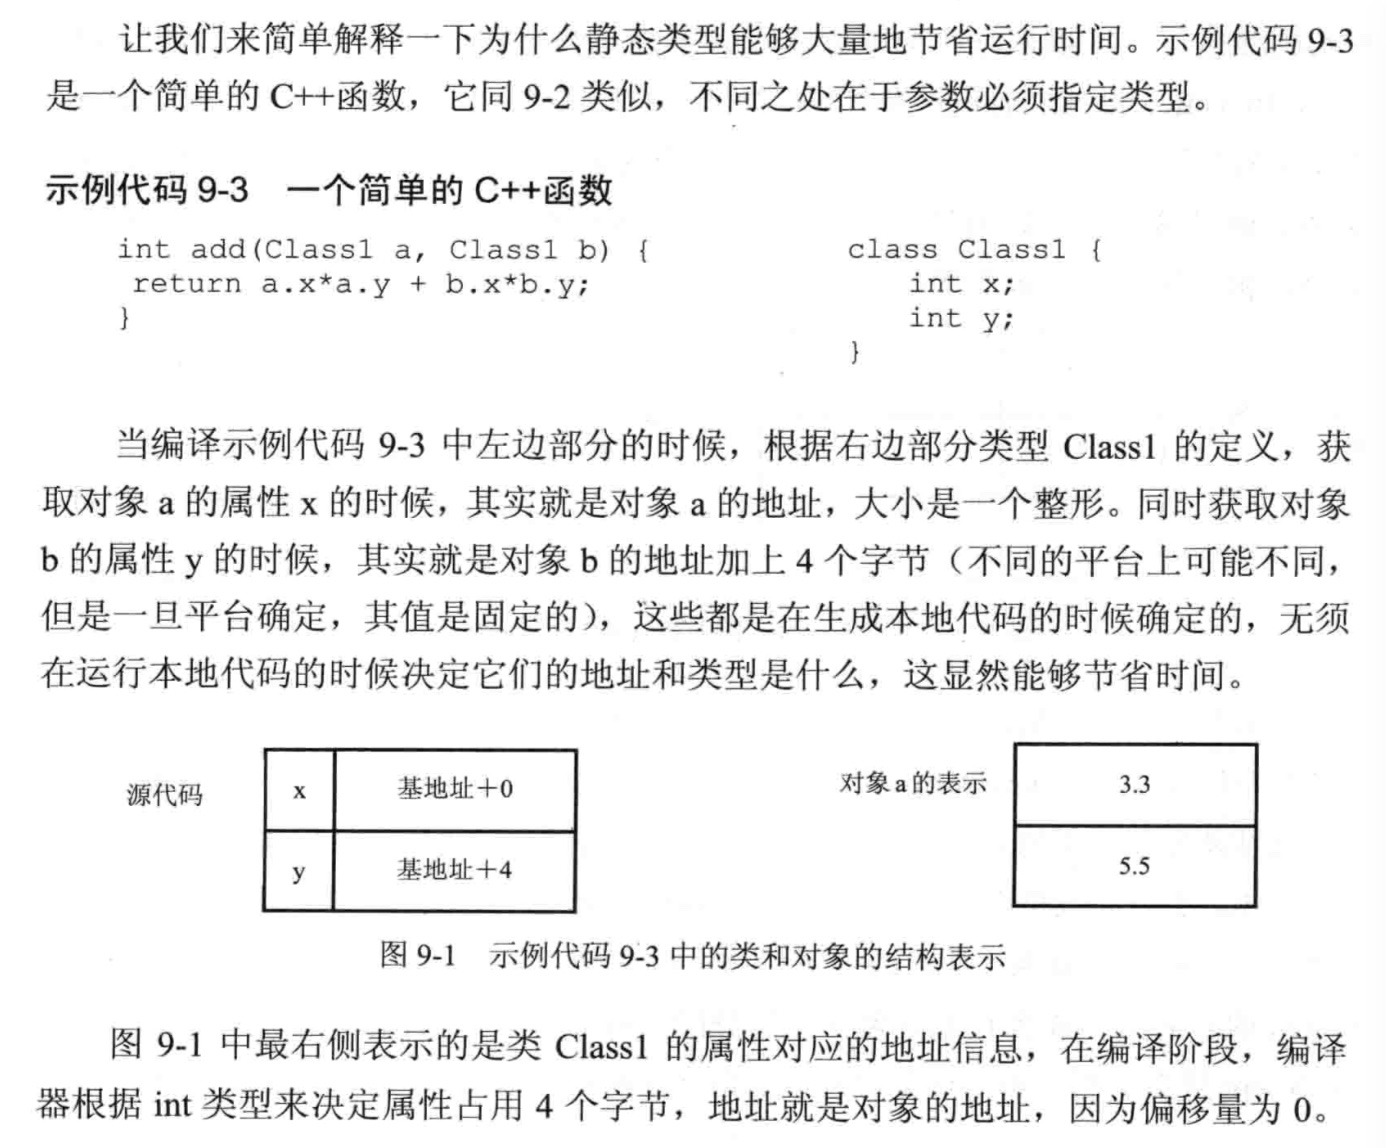 让我们来简单解释一下为什么静态类型能够大量地节省运行时间。示例代码 9-3
是一个简单的 C++函数，它同 9-2 类似，不同之处在于参数必须指定类型。
示例代码 9-3 一个简单的 C++函数
int add(Class1 a, Class1 b) {
return a.x*a.y + b.x*b.y;
}
class Class1 {
int x;
int y;
}
当编译示例代码 9-3 中左边部分的时候，根据右边部分类型 Class1 的定义，获
取对象 a 的属性 x 的时候，其实就是对象 a 的地址，大小是一个整形。同时获取对象
b 的属性 y 的时候，其实就是对象 b 的地址加上 4 个字节（不同的平台上可能不同，
但是一旦平台确定，其值是固定的），这些都是在生成本地代码的时候确定的，无须
在运行本地代码的时候决定它们的地址和类型是什么，这显然能够节省时间。
源代码
x 基地址＋0
y 基地址＋4
对象 a 的表示
3.3
5.5
图 9-1 示例代码 9-3 中的类和对象的结构表示
图 9-1 中最右侧表示的是类 Class1 的属性对应的地址信息，在编译阶段，编译
器根据 int 类型来决定属性占用 4 个字节，地址就是对象的地址，因为偏移量为 0。